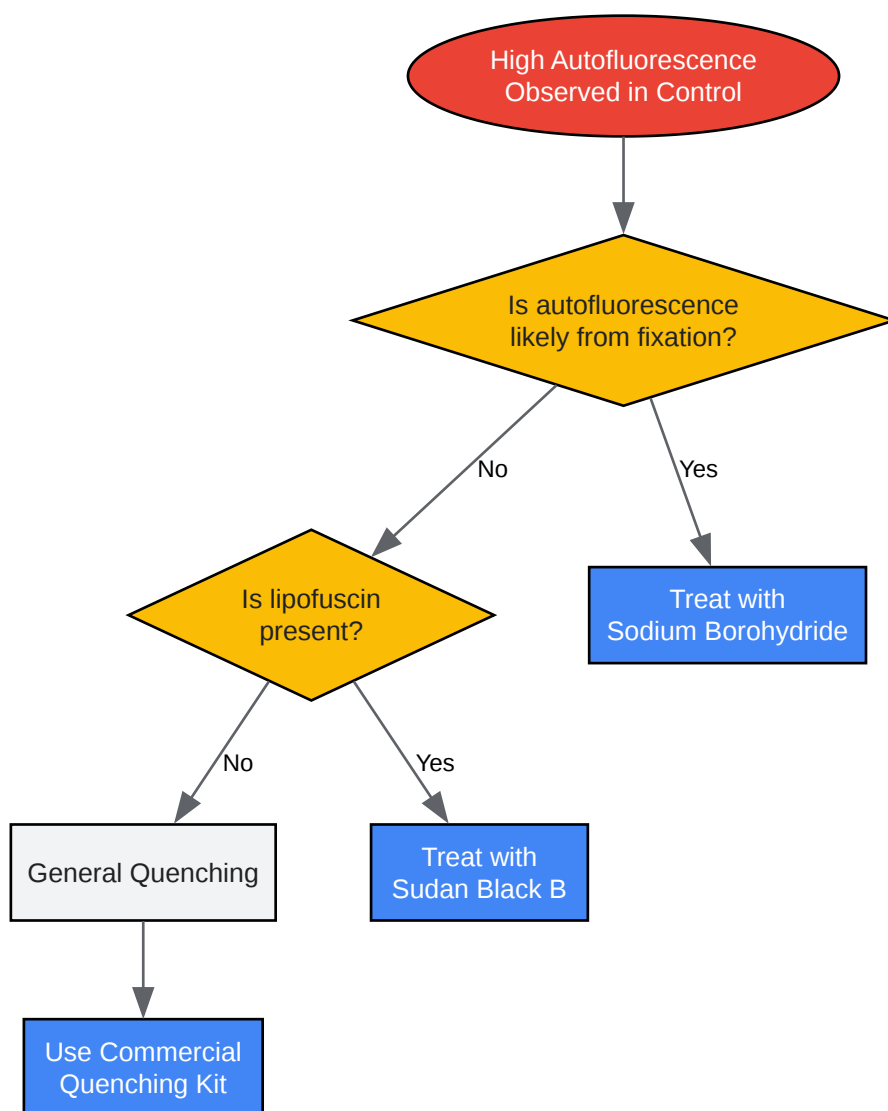 High Autofluorescence
Observed in Control
Is autofluorescence
likely from fixation?
No
Yes
Is lipofuscin
present?
Treat with
Sodium Borohydride
No
Yes
General Quenching
Treat with
Sudan Black B
Use Commercial
Quenching Kit